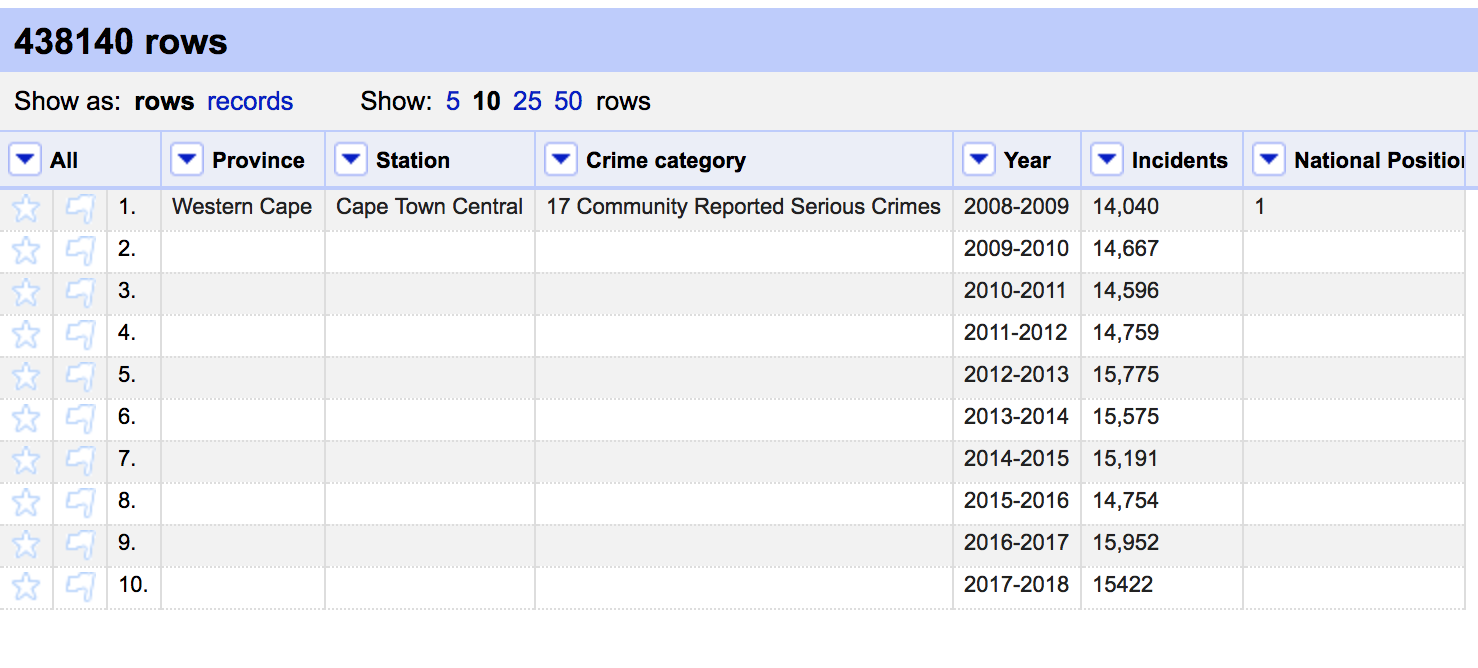 438140 rows
Show as: rows records Show: 5 10 25 50 rows
All Province Station Crime category Year Incidents National Position
1. Western Cape Cape Town Central 17 Community Reported Serious Crimes 2008-2009 14,040 1
2. 2009-2010 14,667
3. 2010-2011 14,596
4. 2011-2012 14,759
5. 2012-2013 15,775
6. 2013-2014 15,575
7. 2014-2015 15,191
8. 2015-2016 14,754
9. 2016-2017 15,952
10. 2017-2018 15422